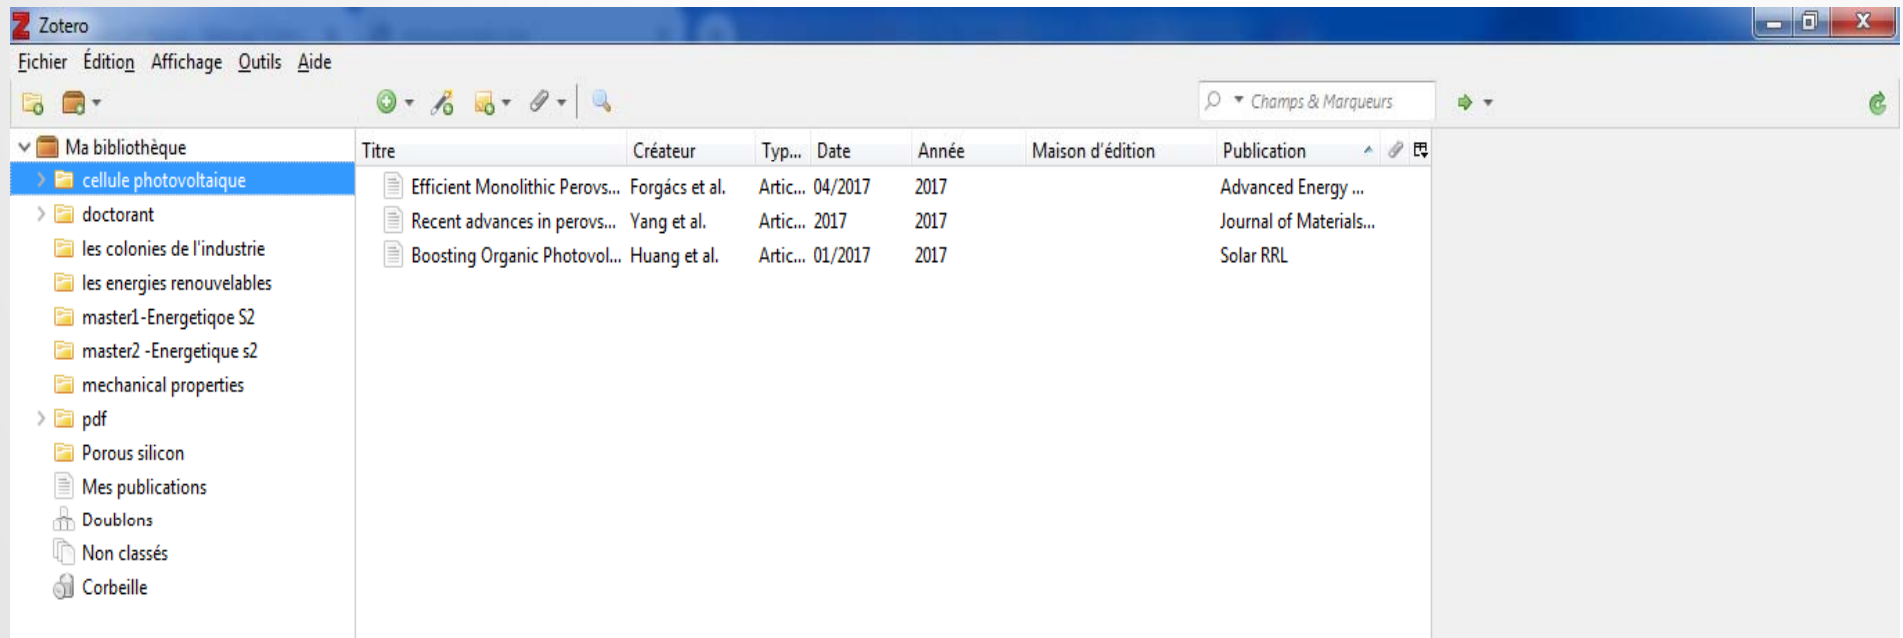 Zotero
Fichier Édition Affichage Outils Aide
Champs & Marqueurs
Ma bibliothèque
cellule photovoltaique
doctorant
les colonies de l'industrie
les energies renouvelables
master1-Energetiqoe S2
master2 -Energetique s2
mechanical properties
pdf
Porous silicon
Mes publications
Doublons
Non classés
Corbeille
Titre Créateur Typ... Date Année Maison d'édition Publication
Efficient Monolithic Perovs... Forgács et al. Artic... 04/2017 2017 Advanced Energy ...
Recent advances in perovs... Yang et al. Artic... 2017 2017 Journal of Materials...
Boosting Organic Photovol... Huang et al. Artic... 01/2017 2017 Solar RRL